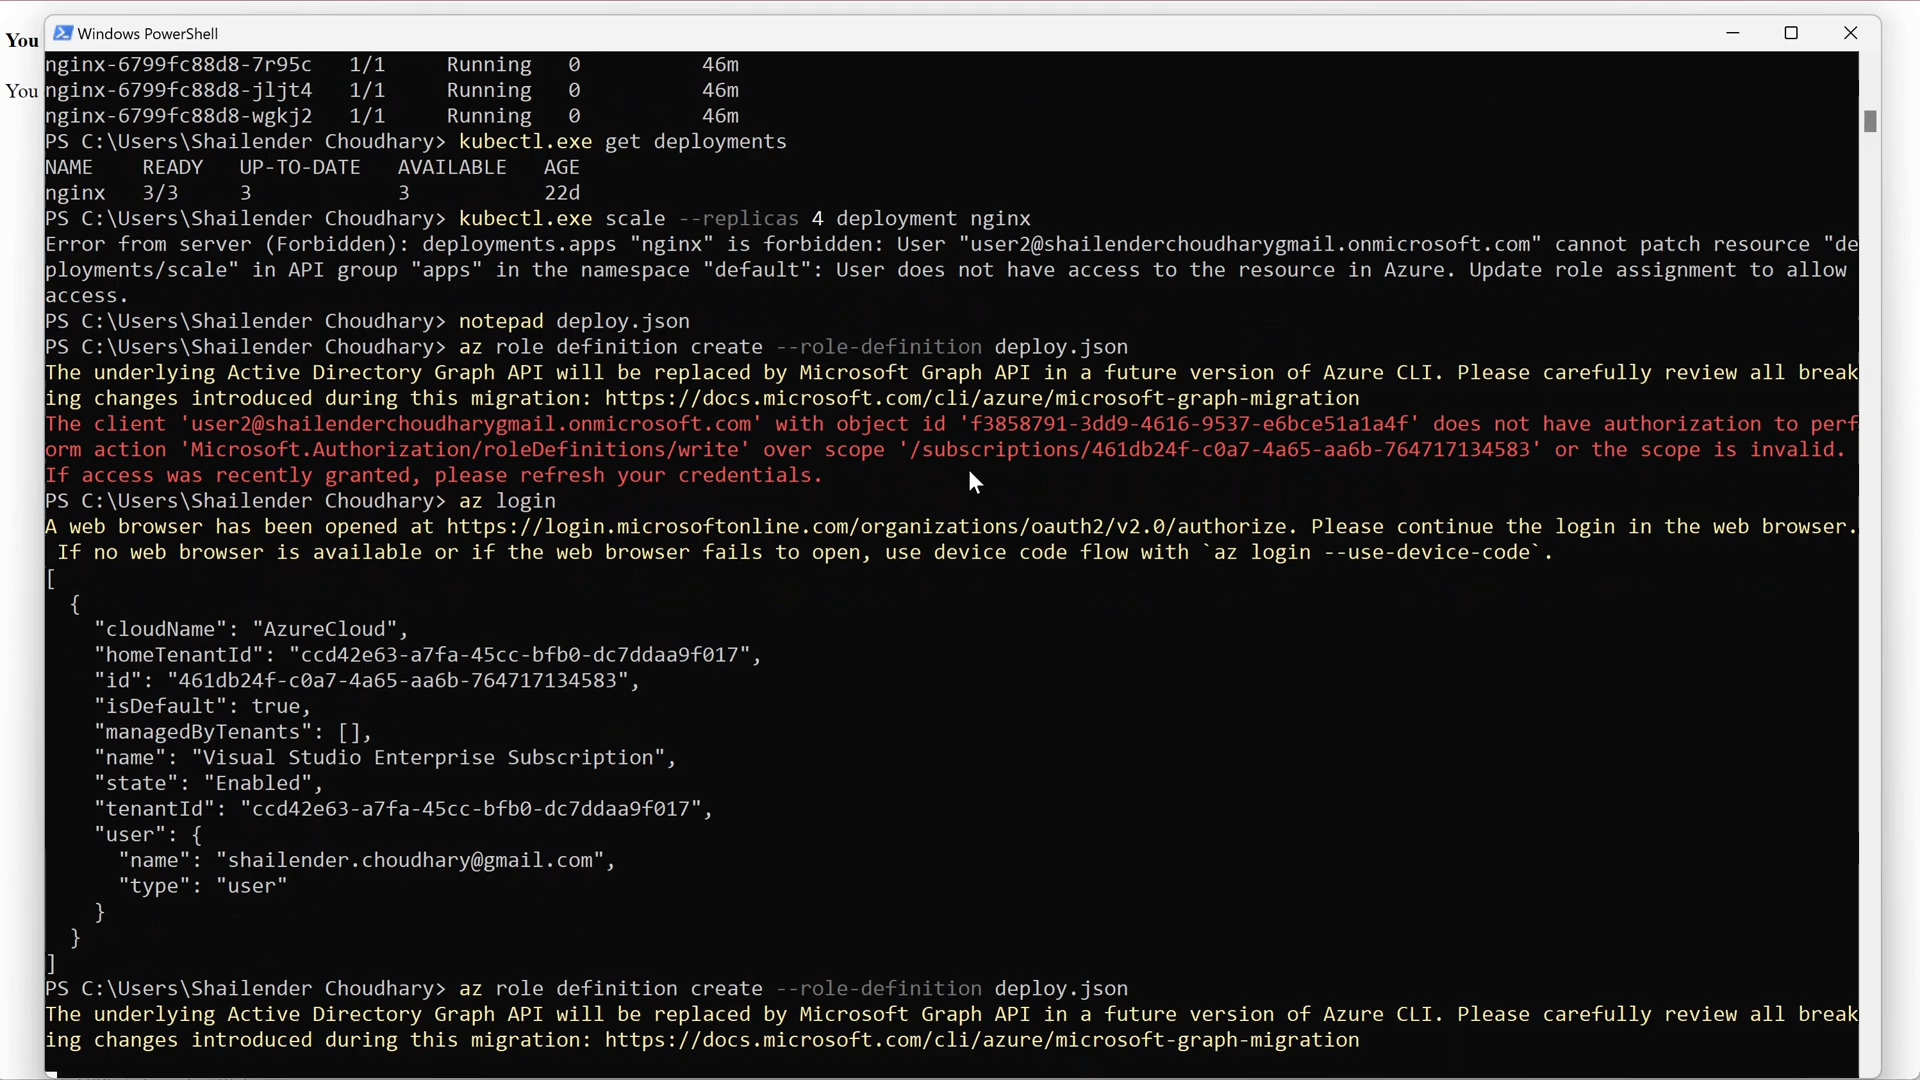 Windows PowerShell
You
You
nginx-6799fc88d8-7r95c   1/1     Running   0          46m
nginx-6799fc88d8-jljt4   1/1     Running   0          46m
nginx-6799fc88d8-wgkj2   1/1     Running   0          46m
PS C:\Users\Shailender Choudhary> kubectl.exe get deployments
NAME    READY   UP-TO-DATE   AVAILABLE   AGE
nginx   3/3     3            3           22d
PS C:\Users\Shailender Choudhary> kubectl.exe scale --replicas 4 deployment nginx
Error from server (Forbidden): deployments.apps "nginx" is forbidden: User "user2@shailenderchoudharygmail.onmicrosoft.com" cannot patch resource "de
ployments/scale" in API group "apps" in the namespace "default": User does not have access to the resource in Azure. Update role assignment to allow
access.
PS C:\Users\Shailender Choudhary> notepad deploy.json
PS C:\Users\Shailender Choudhary> az role definition create --role-definition deploy.json
The underlying Active Directory Graph API will be replaced by Microsoft Graph API in a future version of Azure CLI. Please carefully review all break
ing changes introduced during this migration: https://docs.microsoft.com/cli/azure/microsoft-graph-migration
The client 'user2@shailenderchoudharygmail.onmicrosoft.com' with object id 'f3858791-3dd9-4616-9537-e6bce51a1a4f' does not have authorization to perf
orm action 'Microsoft.Authorization/roleDefinitions/write' over scope '/subscriptions/461db24f-c0a7-4a65-aa6b-764717134583' or the scope is invalid.
If access was recently granted, please refresh your credentials.
PS C:\Users\Shailender Choudhary> az login
A web browser has been opened at https://login.microsoftonline.com/organizations/oauth2/v2.0/authorize. Please continue the login in the web browser.
 If no web browser is available or if the web browser fails to open, use device code flow with `az login --use-device-code`.
[
  {
    "cloudName": "AzureCloud",
    "homeTenantId": "ccd42e63-a7fa-45cc-bfb0-dc7ddaa9f017",
    "id": "461db24f-c0a7-4a65-aa6b-764717134583",
    "isDefault": true,
    "managedByTenants": [],
    "name": "Visual Studio Enterprise Subscription",
    "state": "Enabled",
    "tenantId": "ccd42e63-a7fa-45cc-bfb0-dc7ddaa9f017",
    "user": {
      "name": "shailender.choudhary@gmail.com",
      "type": "user"
    }
  }
]
PS C:\Users\Shailender Choudhary> az role definition create --role-definition deploy.json
The underlying Active Directory Graph API will be replaced by Microsoft Graph API in a future version of Azure CLI. Please carefully review all break
ing changes introduced during this migration: https://docs.microsoft.com/cli/azure/microsoft-graph-migration